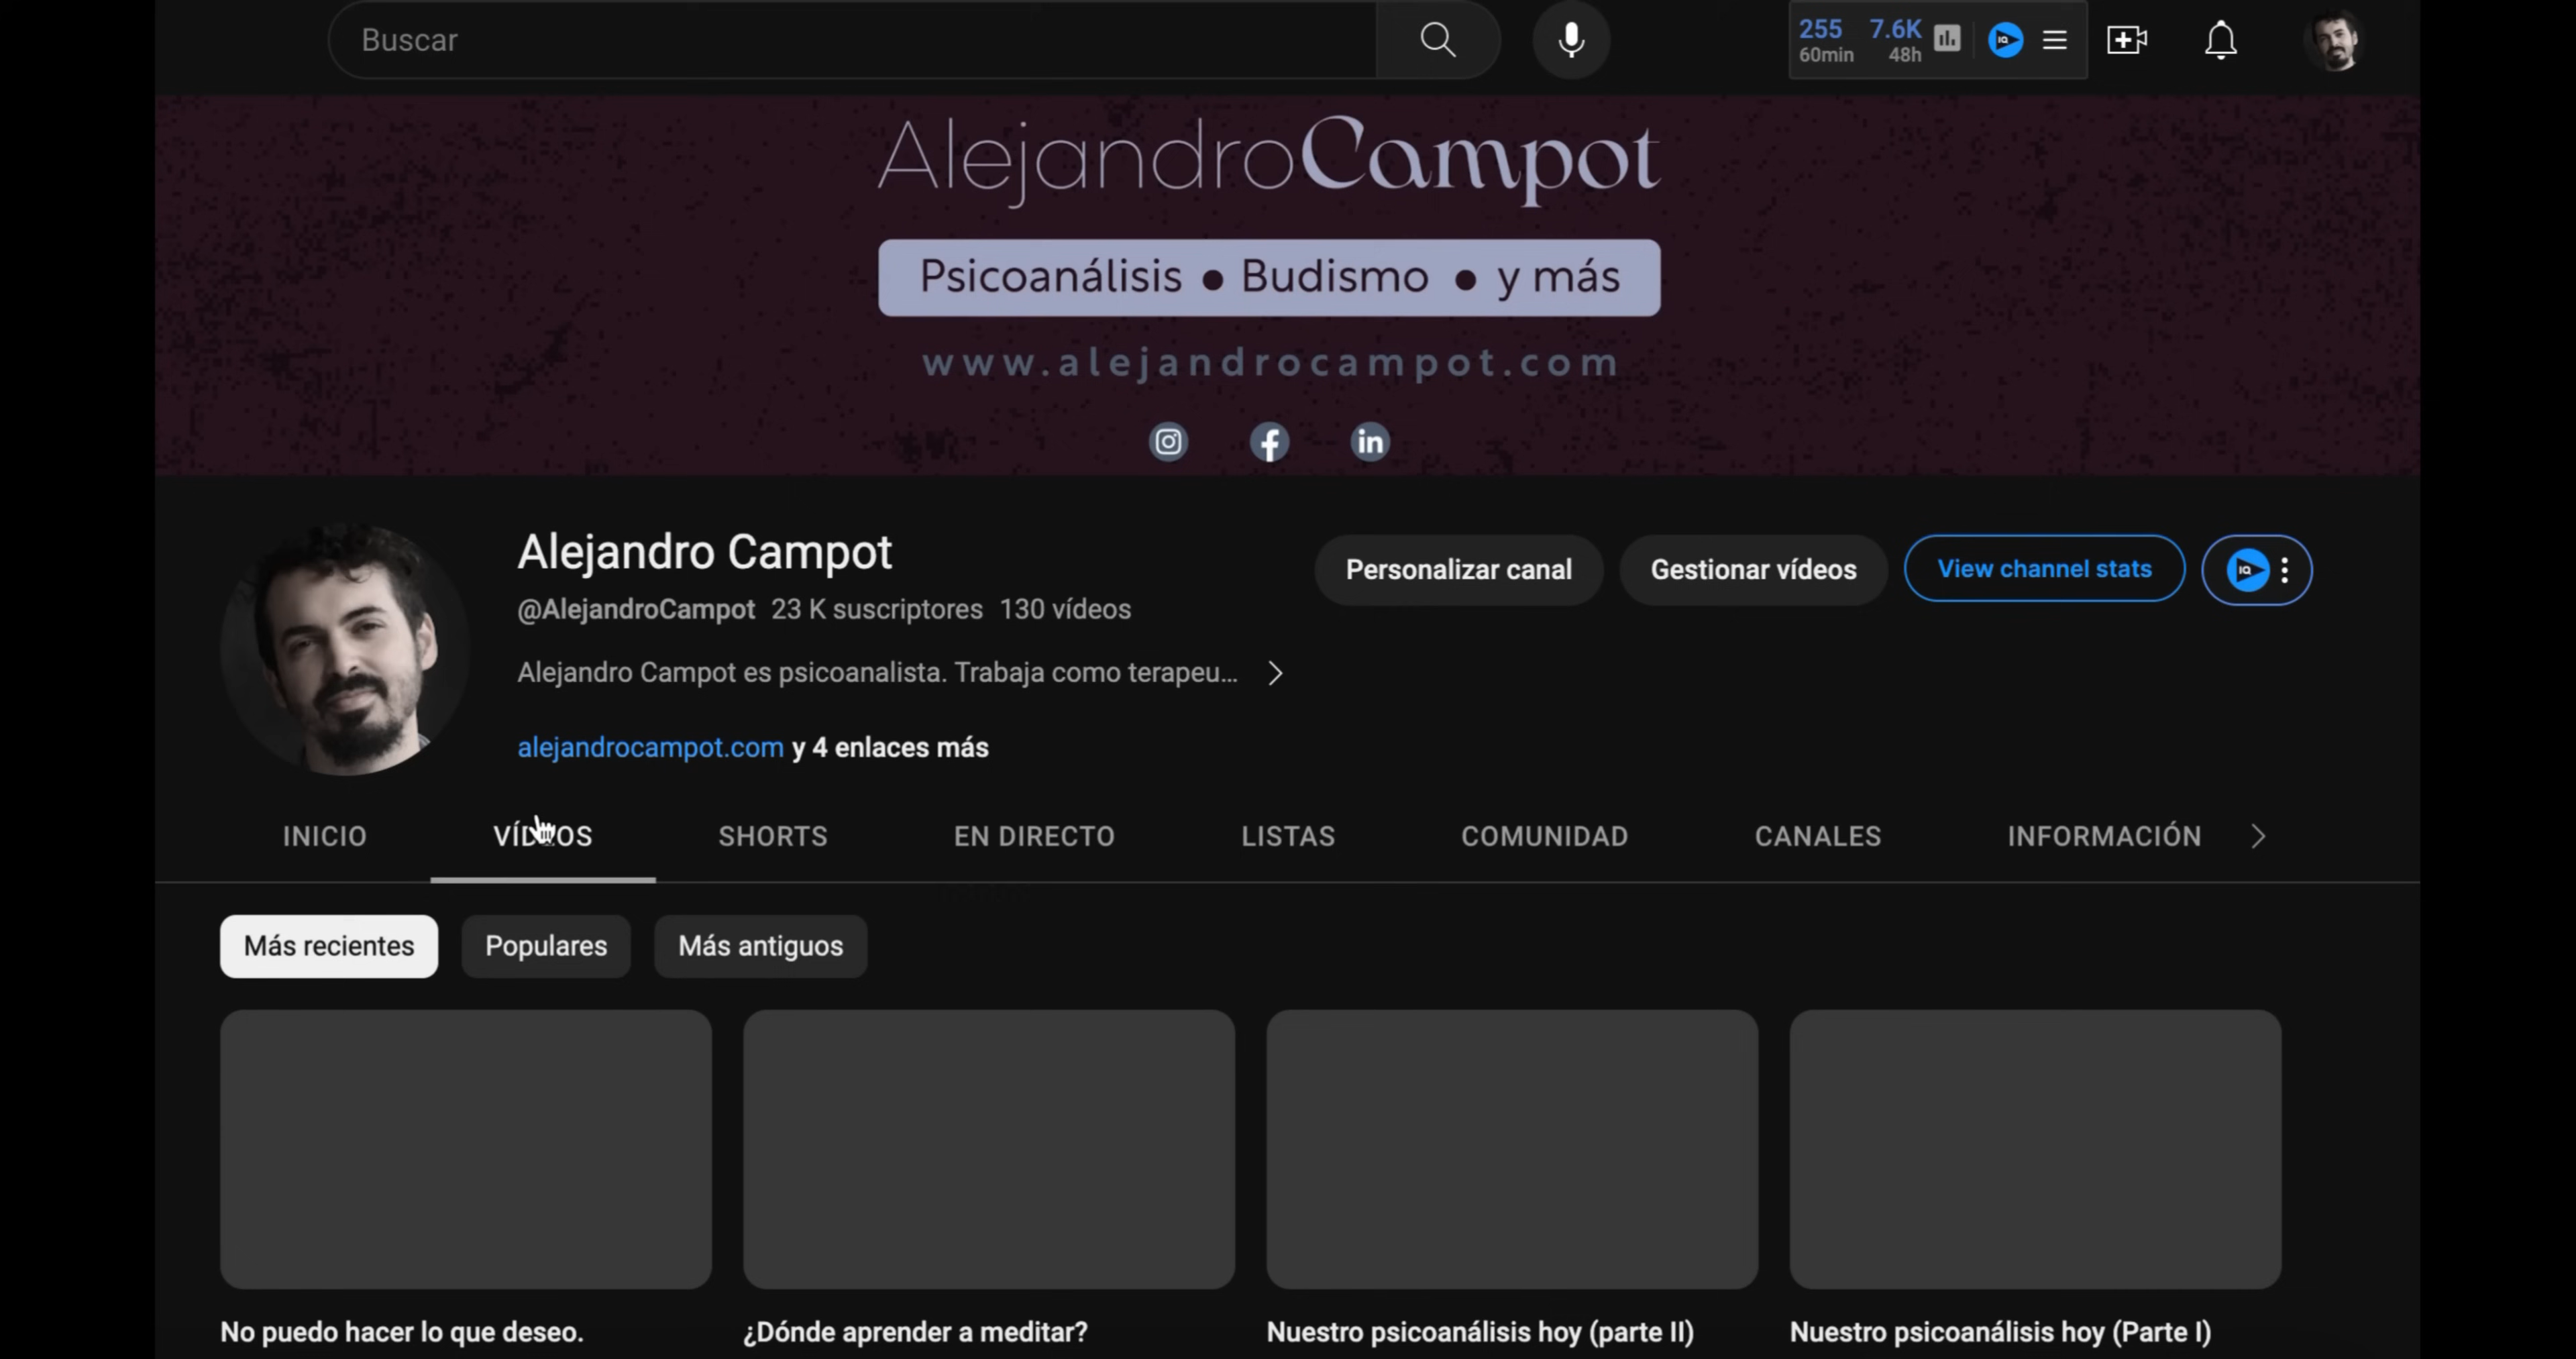 Buscar
255 7.6K
60min 48h
AlejandroCampot
Psicoanálisis • Budismo • y más
www.alejandrocampot.com
Alejandro Campot
@AlejandroCampot 23 K suscriptores 130 vídeos
Alejandro Campot es psicoanalista. Trabaja como terapeu...
alejandrocampot.com y 4 enlaces más
Personalizar canal Gestionar vídeos View channel stats
INICIO VÍDEOS SHORTS EN DIRECTO LISTAS COMUNIDAD CANALES INFORMACIÓN
Más recientes Populares Más antiguos
No puedo hacer lo que deseo. ¿Dónde aprender a meditar? Nuestro psicoanálisis hoy (parte II) Nuestro psicoanálisis hoy (Parte I)